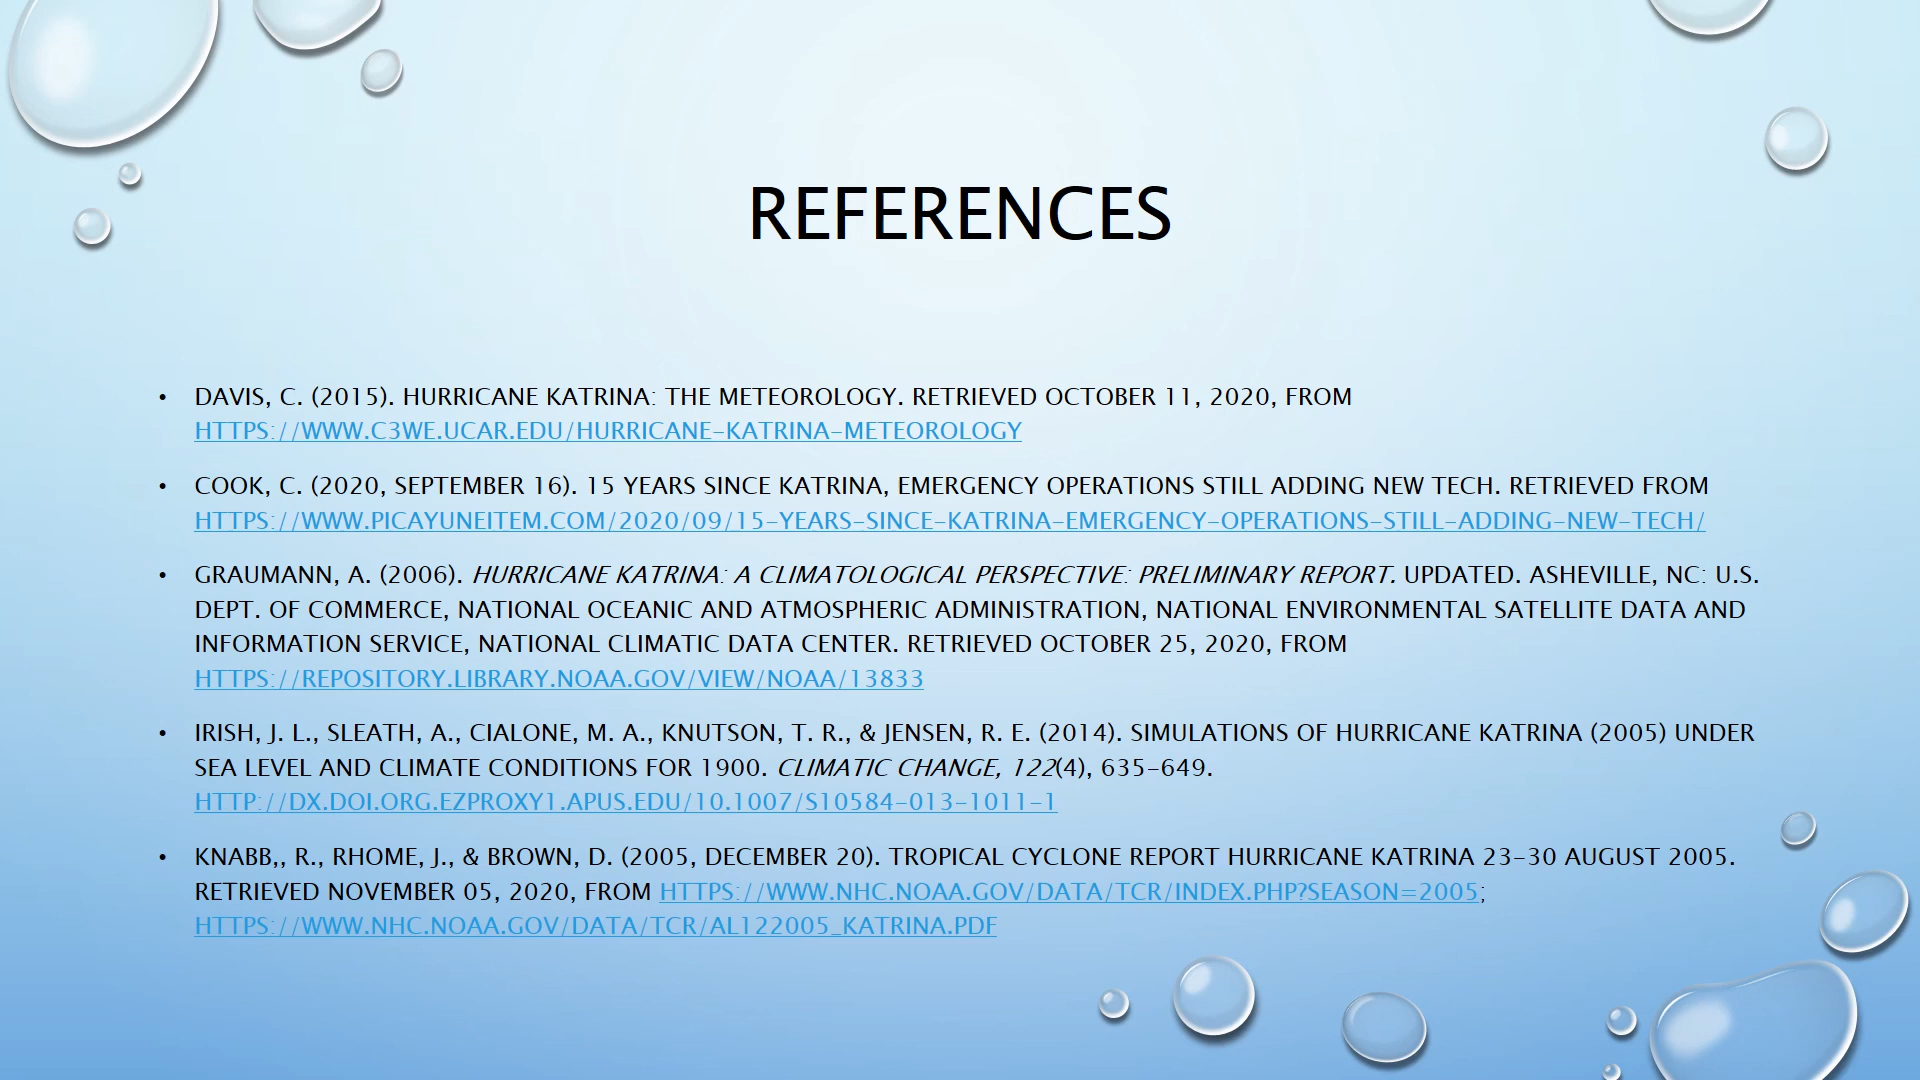 REFERENCES
• DAVIS, C. (2015). HURRICANE KATRINA: THE METEOROLOGY. RETRIEVED OCTOBER 11, 2020, FROM
HTTPS://WWW.C3WE.UCAR.EDU/HURRICANE-KATRINA-METEOROLOGY
• COOK, C. (2020, SEPTEMBER 16). 15 YEARS SINCE KATRINA, EMERGENCY OPERATIONS STILL ADDING NEW TECH. RETRIEVED FROM
HTTPS://WWW.PICAYUNEITEM.COM/2020/09/15-YEARS-SINCE-KATRINA-EMERGENCY-OPERATIONS-STILL-ADDING-NEW-TECH/
• GRAUMANN, A. (2006). HURRICANE KATRINA: A CLIMATOLOGICAL PERSPECTIVE: PRELIMINARY REPORT. UPDATED. ASHEVILLE, NC: U.S.
DEPT. OF COMMERCE, NATIONAL OCEANIC AND ATMOSPHERIC ADMINISTRATION, NATIONAL ENVIRONMENTAL SATELLITE DATA AND
INFORMATION SERVICE, NATIONAL CLIMATIC DATA CENTER. RETRIEVED OCTOBER 25, 2020, FROM
HTTPS://REPOSITORY.LIBRARY.NOAA.GOV/VIEW/NOAA/13833
• IRISH, J. L., SLEATH, A., CIALONE, M. A., KNUTSON, T. R., & JENSEN, R. E. (2014). SIMULATIONS OF HURRICANE KATRINA (2005) UNDER
SEA LEVEL AND CLIMATE CONDITIONS FOR 1900. CLIMATIC CHANGE, 122(4), 635-649.
HTTP://DX.DOI.ORG.EZPROXY1.APUS.EDU/10.1007/S10584-013-1011-1
• KNABB,, R., RHOME, J., & BROWN, D. (2005, DECEMBER 20). TROPICAL CYCLONE REPORT HURRICANE KATRINA 23-30 AUGUST 2005.
RETRIEVED NOVEMBER 05, 2020, FROM HTTPS://WWW.NHC.NOAA.GOV/DATA/TCR/INDEX.PHP?SEASON=2005;
HTTPS://WWW.NHC.NOAA.GOV/DATA/TCR/AL122005_KATRINA.PDF